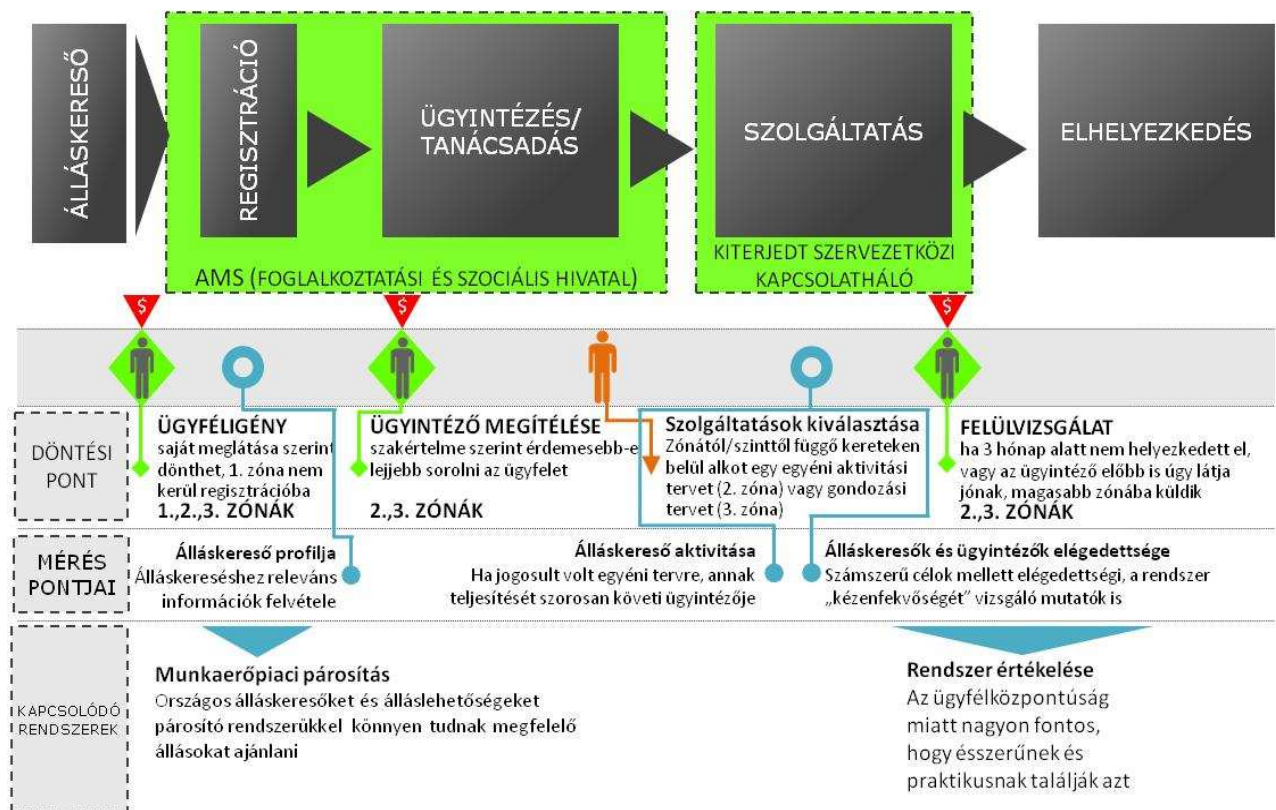 ÁLLÁSKERESŐ
REGISZTRÁCIÓ
ÜGYINTÉZÉS/
TANÁCSADÁS
SZOLGÁLTATÁS
ELHELYEZKEDÉS
AMS (FOGLALKOZTATÁSI ÉS SZOCIÁLIS HIVATAL)
KITERJEDT SZERVEZETKÖZI
KAPCSOLATHÁLÓ
$
$
$
DÖNTÉSI
PONT
ÜGYFÉLIGÉNY
saját meglátása szerint
dönthet, 1. zóna nem
kerül regisztrációba
1.,2.,3. ZÓNÁK
ÜGYINTÉZŐ MEGÍTÉLÉSE
szakértelme szerint érdemesebb-e
lejjebb sorolni az ügyfelet
2.,3. ZÓNÁK
Szolgáltatások kiválasztása
Zónától/szinttől függő kereteken
belül alkot egy egyéni aktivitási
tervet (2. zóna) vagy gondozási
tervet (3. zóna)
FELÜLVIZSGÁLAT
ha 3 hónap alatt nem helyezkedett el,
vagy az ügyintéző előbb is úgy látja
jónak, magasabb zónába küldik
2.,3. ZÓNÁK
MÉRÉS
PONTJAI
Álláskereső profilja
Álláskereséshez releváns
információk felvétele
Álláskereső aktivitása
Ha jogosult volt egyéni tervre, annak
teljesítését szorosan követi ügyintézője
Álláskeresők és ügyintézők elégedettsége
Számszerű célok mellett elégedettségi, a rendszer
„kézenfekvőségét” vizsgáló mutatók is
KAPCSOLÓDÓ
RENDSZEREK
Munkaerőpiaci párosítás
Országos álláskeresőket és álláslehetőségeket
párosító rendszerükkel könnyen tudnak megfelelő
állásokat ajánlani
Rendszer értékelése
Az ügyfélközpontúság
miatt nagyon fontos,
hogy ésszerűnek és
praktikusnak találják azt